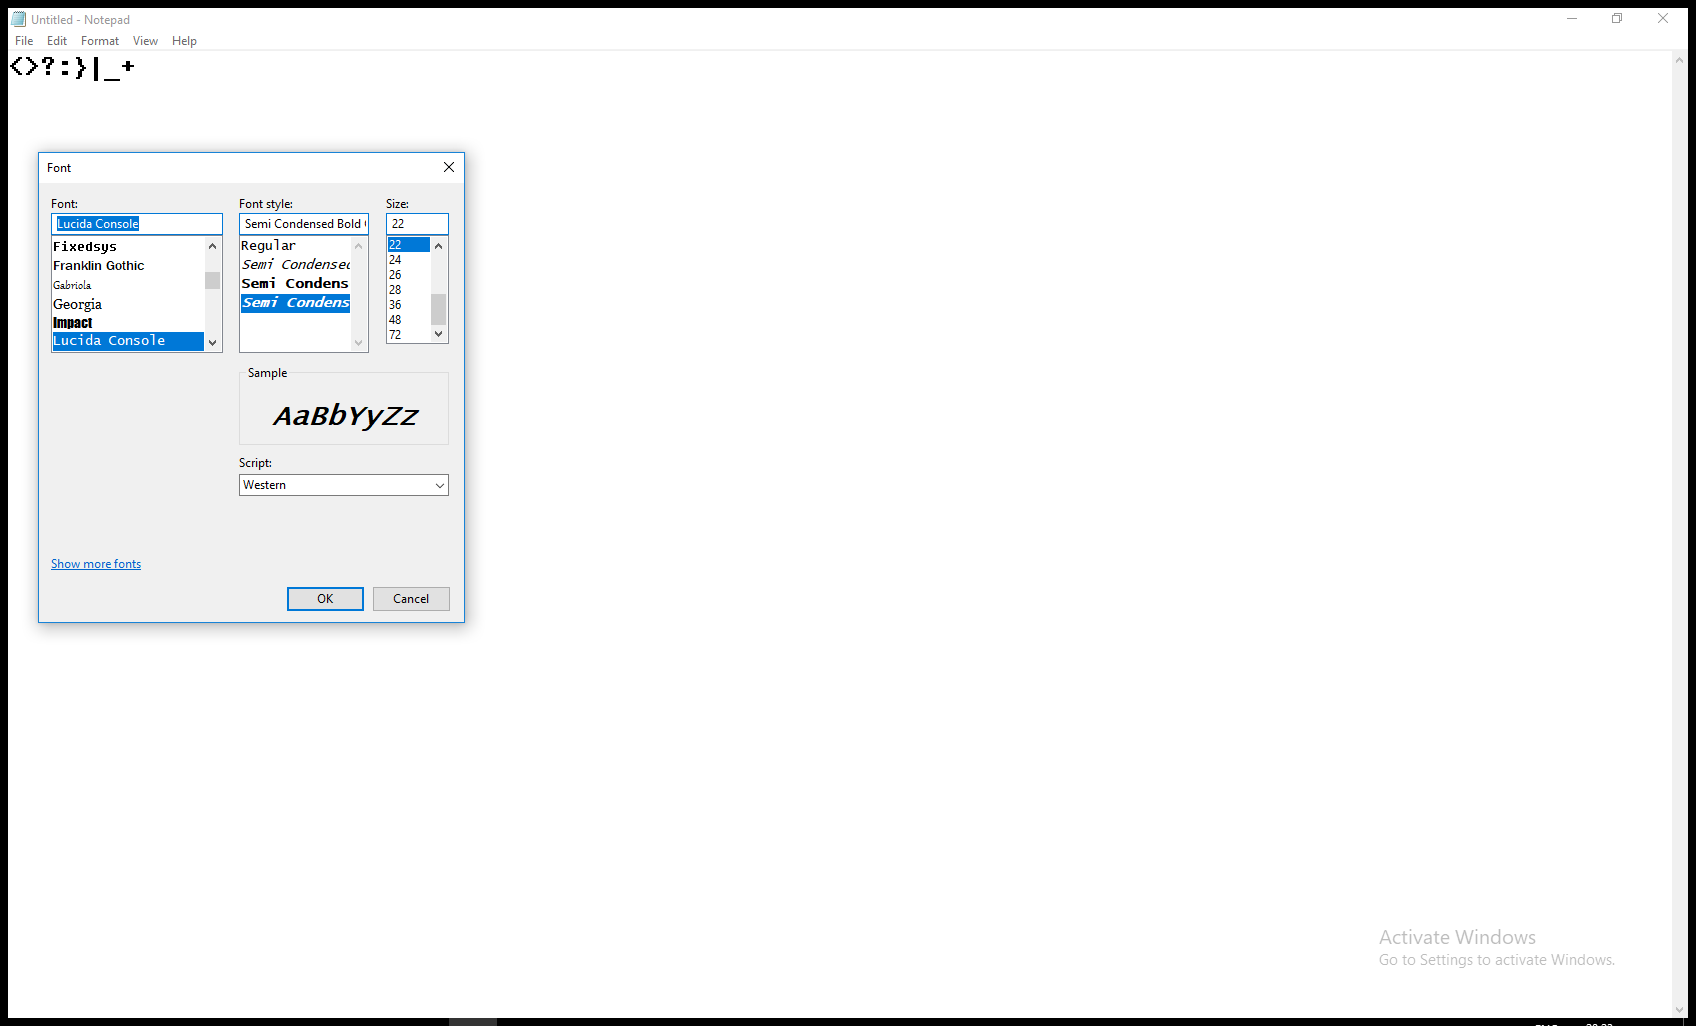 Untitled - Notepad
File Edit Format View Help
<>?:}|_+
Font
Font:
Lucida Console
Fixedsys
Franklin Gothic
Gabriola
Georgia
Impact
Lucida Console
Font style:
Semi Condensed Bold
Regular
Semi Condensed
Semi Condens
Semi Condens
Size:
22
22
24
26
28
36
48
72
Sample
AaBbYyZz
Script:
Western
Show more fonts
OK Cancel
Activate Windows
Go to Settings to activate Windows.